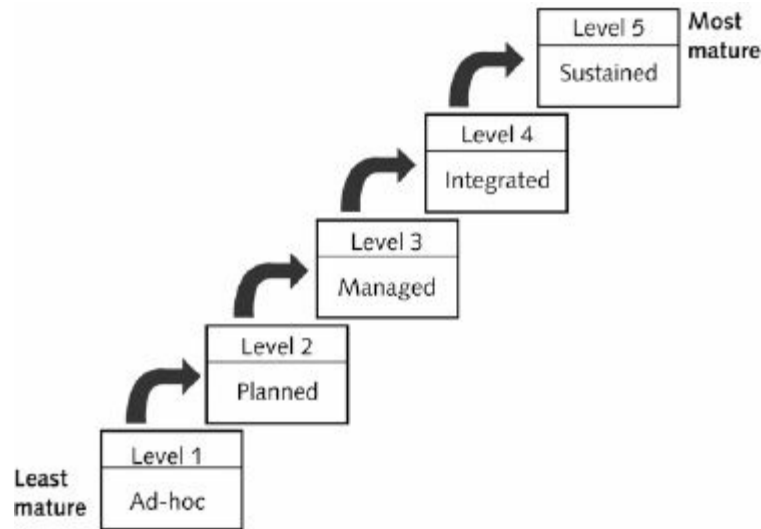 Level 5
Most
mature
Sustained
Level 4
Integrated
Level 3
Managed
Level 2
Planned
Level 1
Least
mature
Ad-hoc